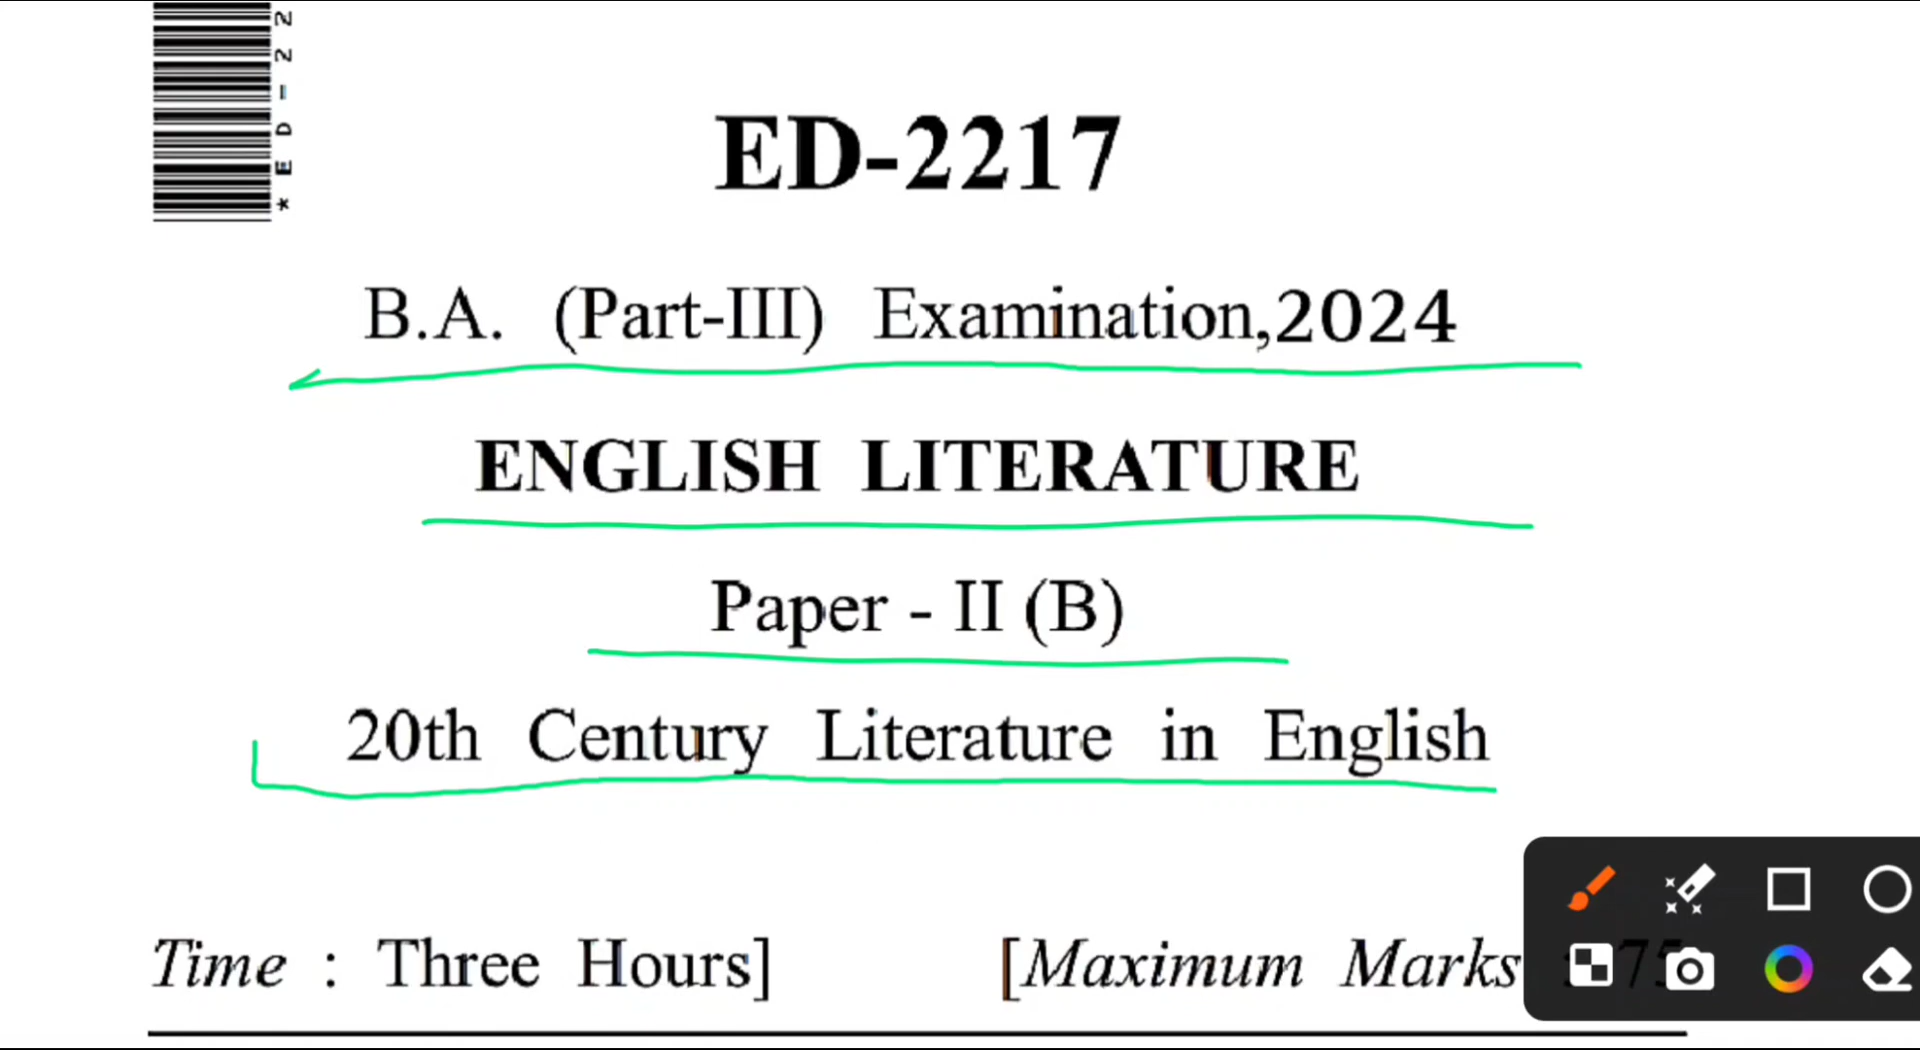 *ED-22
ED-2217
B.A. (Part-III) Examination,2024
ENGLISH LITERATURE
Paper - II (B)
20th Century Literature in English
Time : Three Hours] [Maximum Marks : 75